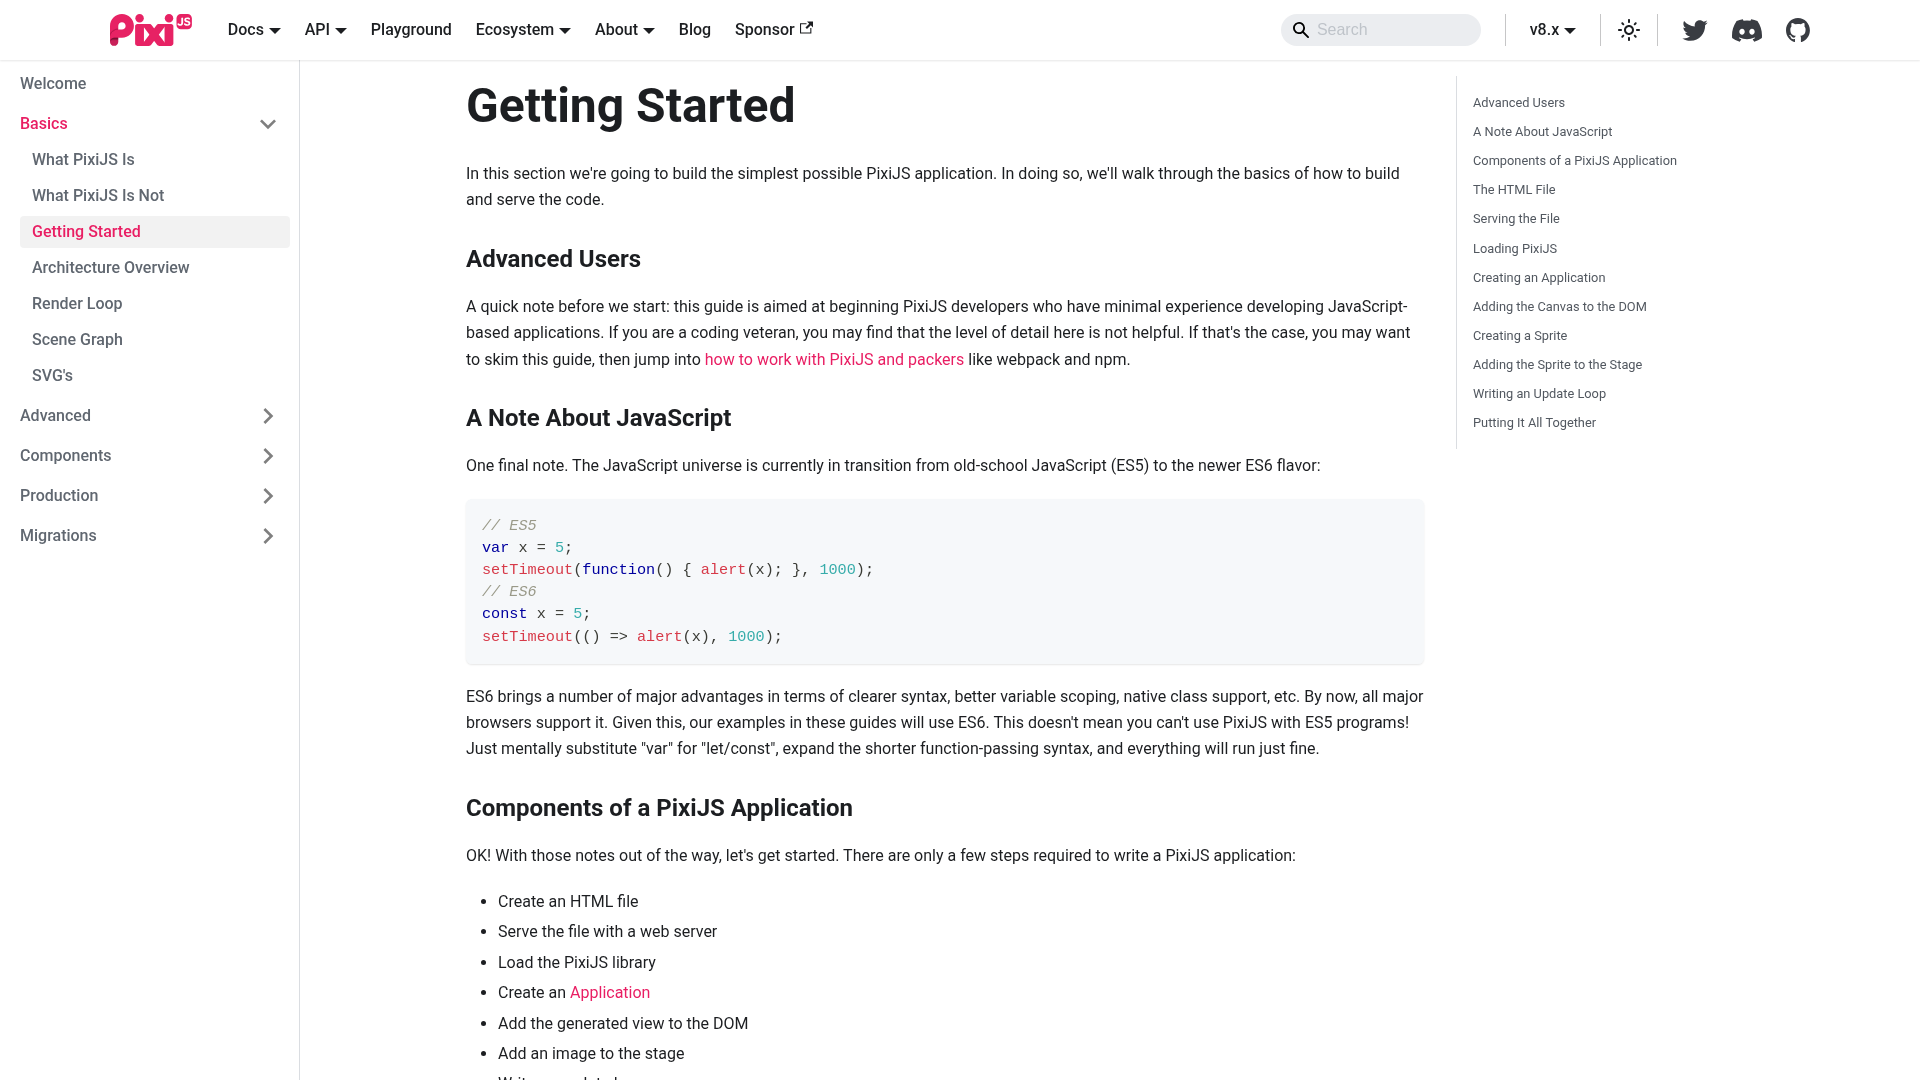 Pixi JS
Docs
API
Playground
Ecosystem
About
Blog
Sponsor
Search
v8.x
Welcome
Basics
What PixiJS Is
What PixiJS Is Not
Getting Started
Architecture Overview
Render Loop
Scene Graph
SVG's
Advanced
Components
Production
Migrations
Getting Started
In this section we're going to build the simplest possible PixiJS application. In doing so, we'll walk through the basics of how to build
and serve the code.
Advanced Users
A quick note before we start: this guide is aimed at beginning PixiJS developers who have minimal experience developing JavaScript-
based applications. If you are a coding veteran, you may find that the level of detail here is not helpful. If that's the case, you may want
to skim this guide, then jump into how to work with PixiJS and packers like webpack and npm.
A Note About JavaScript
One final note. The JavaScript universe is currently in transition from old-school JavaScript (ES5) to the newer ES6 flavor:
// ES5
var x = 5;
setTimeout(function() { alert(x); }, 1000);
// ES6
const x = 5;
setTimeout(() => alert(x), 1000);
ES6 brings a number of major advantages in terms of clearer syntax, better variable scoping, native class support, etc. By now, all major
browsers support it. Given this, our examples in these guides will use ES6. This doesn't mean you can't use PixiJS with ES5 programs!
Just mentally substitute "var" for "let/const", expand the shorter function-passing syntax, and everything will run just fine.
Components of a PixiJS Application
OK! With those notes out of the way, let's get started. There are only a few steps required to write a PixiJS application:
• Create an HTML file
• Serve the file with a web server
• Load the PixiJS library
• Create an Application
• Add the generated view to the DOM
• Add an image to the stage
Advanced Users
A Note About JavaScript
Components of a PixiJS Application
The HTML File
Serving the File
Loading PixiJS
Creating an Application
Adding the Canvas to the DOM
Creating a Sprite
Adding the Sprite to the Stage
Writing an Update Loop
Putting It All Together